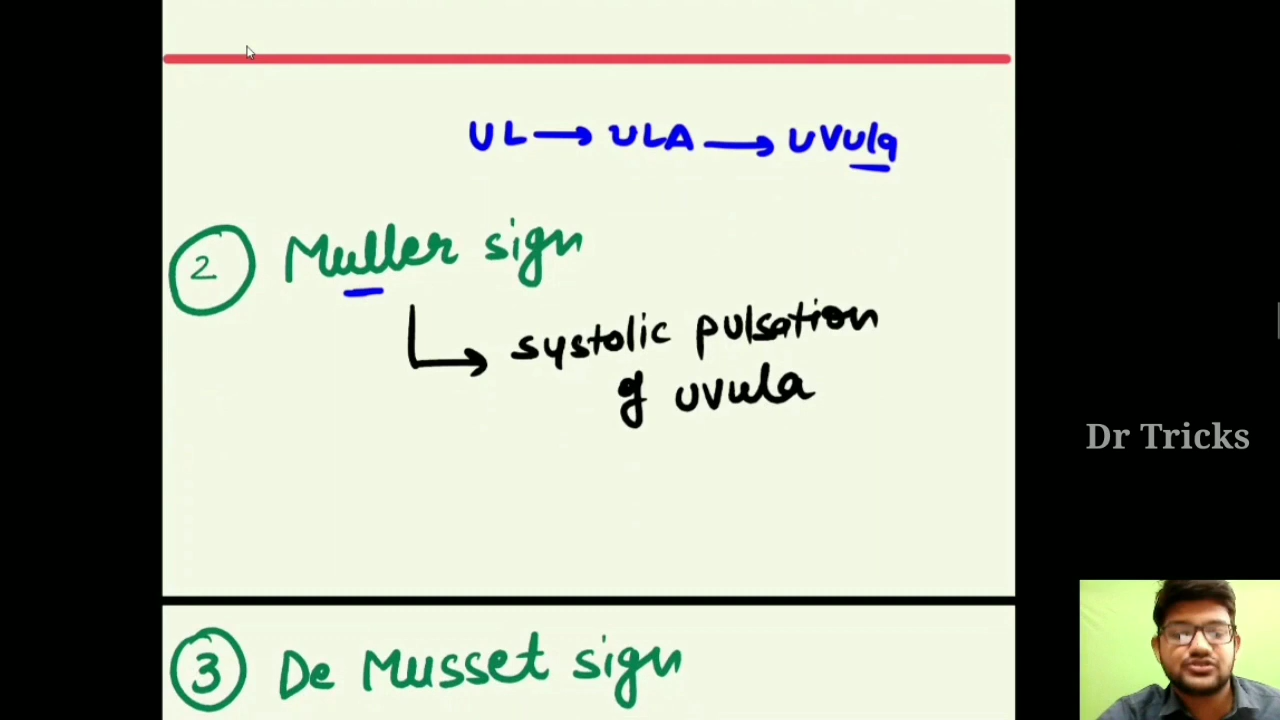 UL → ULA → UVula
2 Muller sign
systolic pulsation
of uvula
Dr Tricks
3 De Musset sign